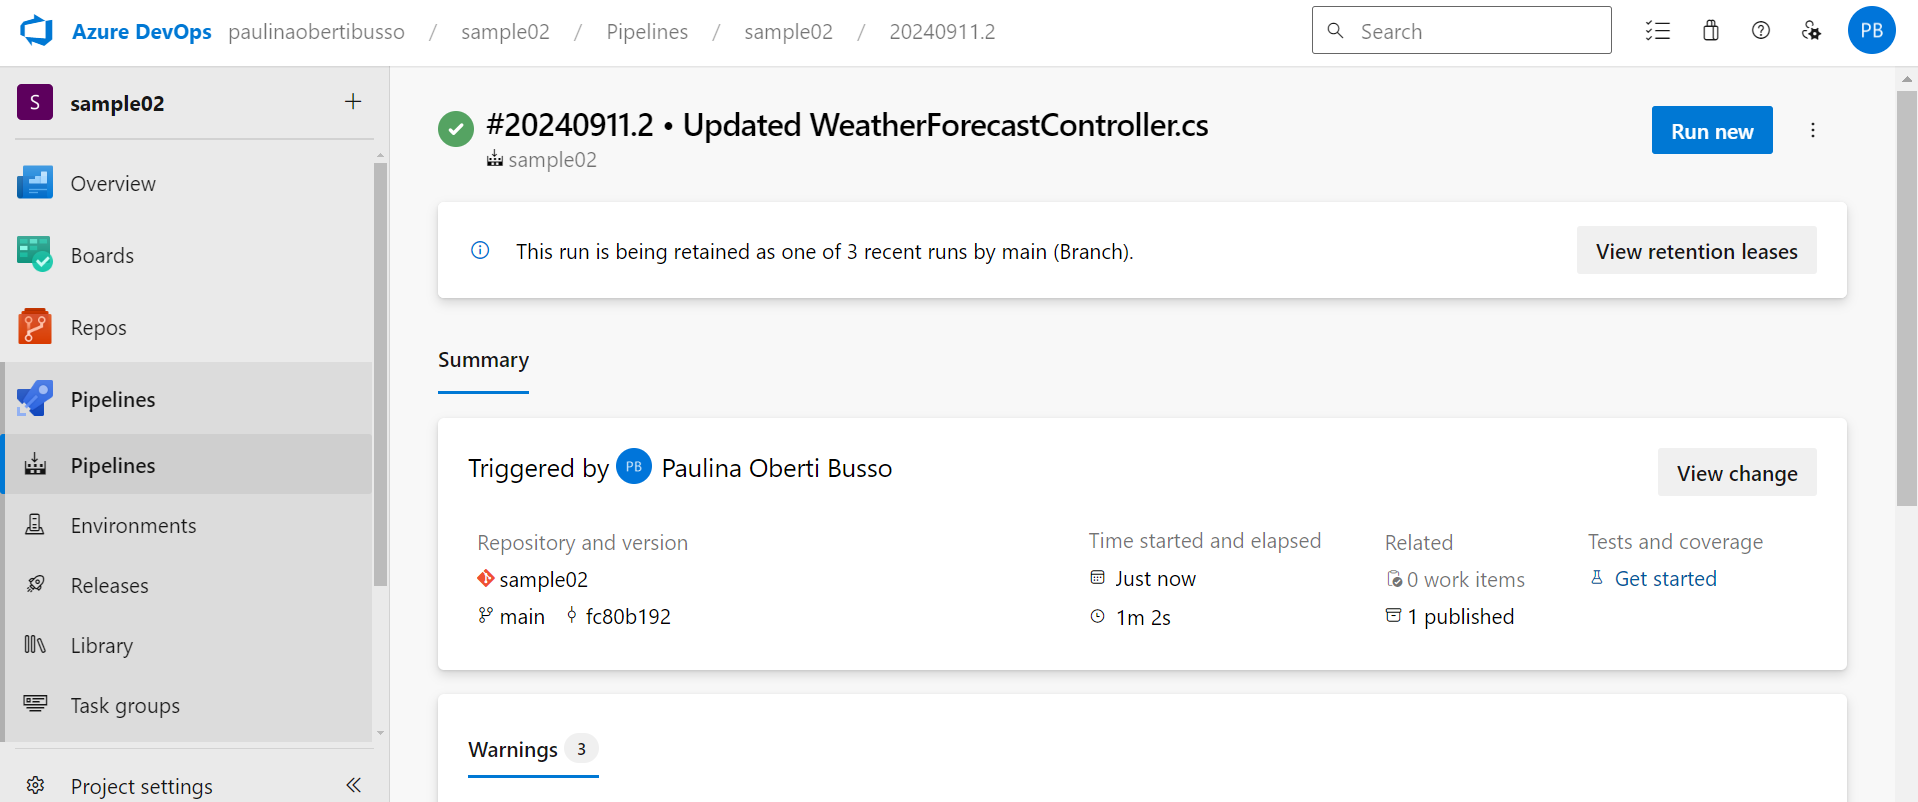 Azure DevOps paulinaobertibusso / sample02 / Pipelines / sample02 / 20240911.2
Search
PB
S sample02
Overview
Boards
Repos
Pipelines
Pipelines
Environments
Releases
Library
Task groups
Project settings
#20240911.2 • Updated WeatherForecastController.cs
sample02
Run new
This run is being retained as one of 3 recent runs by main (Branch).
View retention leases
Summary
Triggered by PB Paulina Oberti Busso
View change
Repository and version
sample02
main fc80b192
Time started and elapsed
Just now
1m 2s
Related
0 work items
1 published
Tests and coverage
Get started
Warnings 3